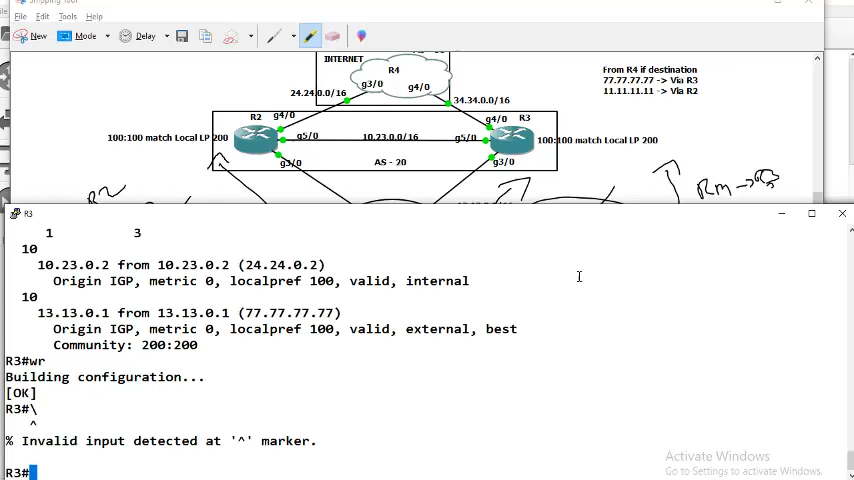 Snipping Tool
File Edit Tools Help
New Mode Delay
INTERNET
R4
g3/0
g4/0
24.24.0.0/16
34.34.0.0/16
From R4 if destination
77.77.77.77 -> Via R3
11.11.11.11 -> Via R2
R2
g4/0
g5/0
g3/0
100:100 match Local LP 200
10.23.0.0/16
AS - 20
R3
g4/0
g5/0
g3/0
100:100 match Local LP 200
R2
Rm->R3
R3
1 3
10
10.23.0.2 from 10.23.0.2 (24.24.0.2)
Origin IGP, metric 0, localpref 100, valid, internal
10
13.13.0.1 from 13.13.0.1 (77.77.77.77)
Origin IGP, metric 0, localpref 100, valid, external, best
Community: 200:200
R3#wr
Building configuration...
[OK]
R3#\
^
% Invalid input detected at '^' marker.
R3#
Activate Windows
Go to Settings to activate Windows.